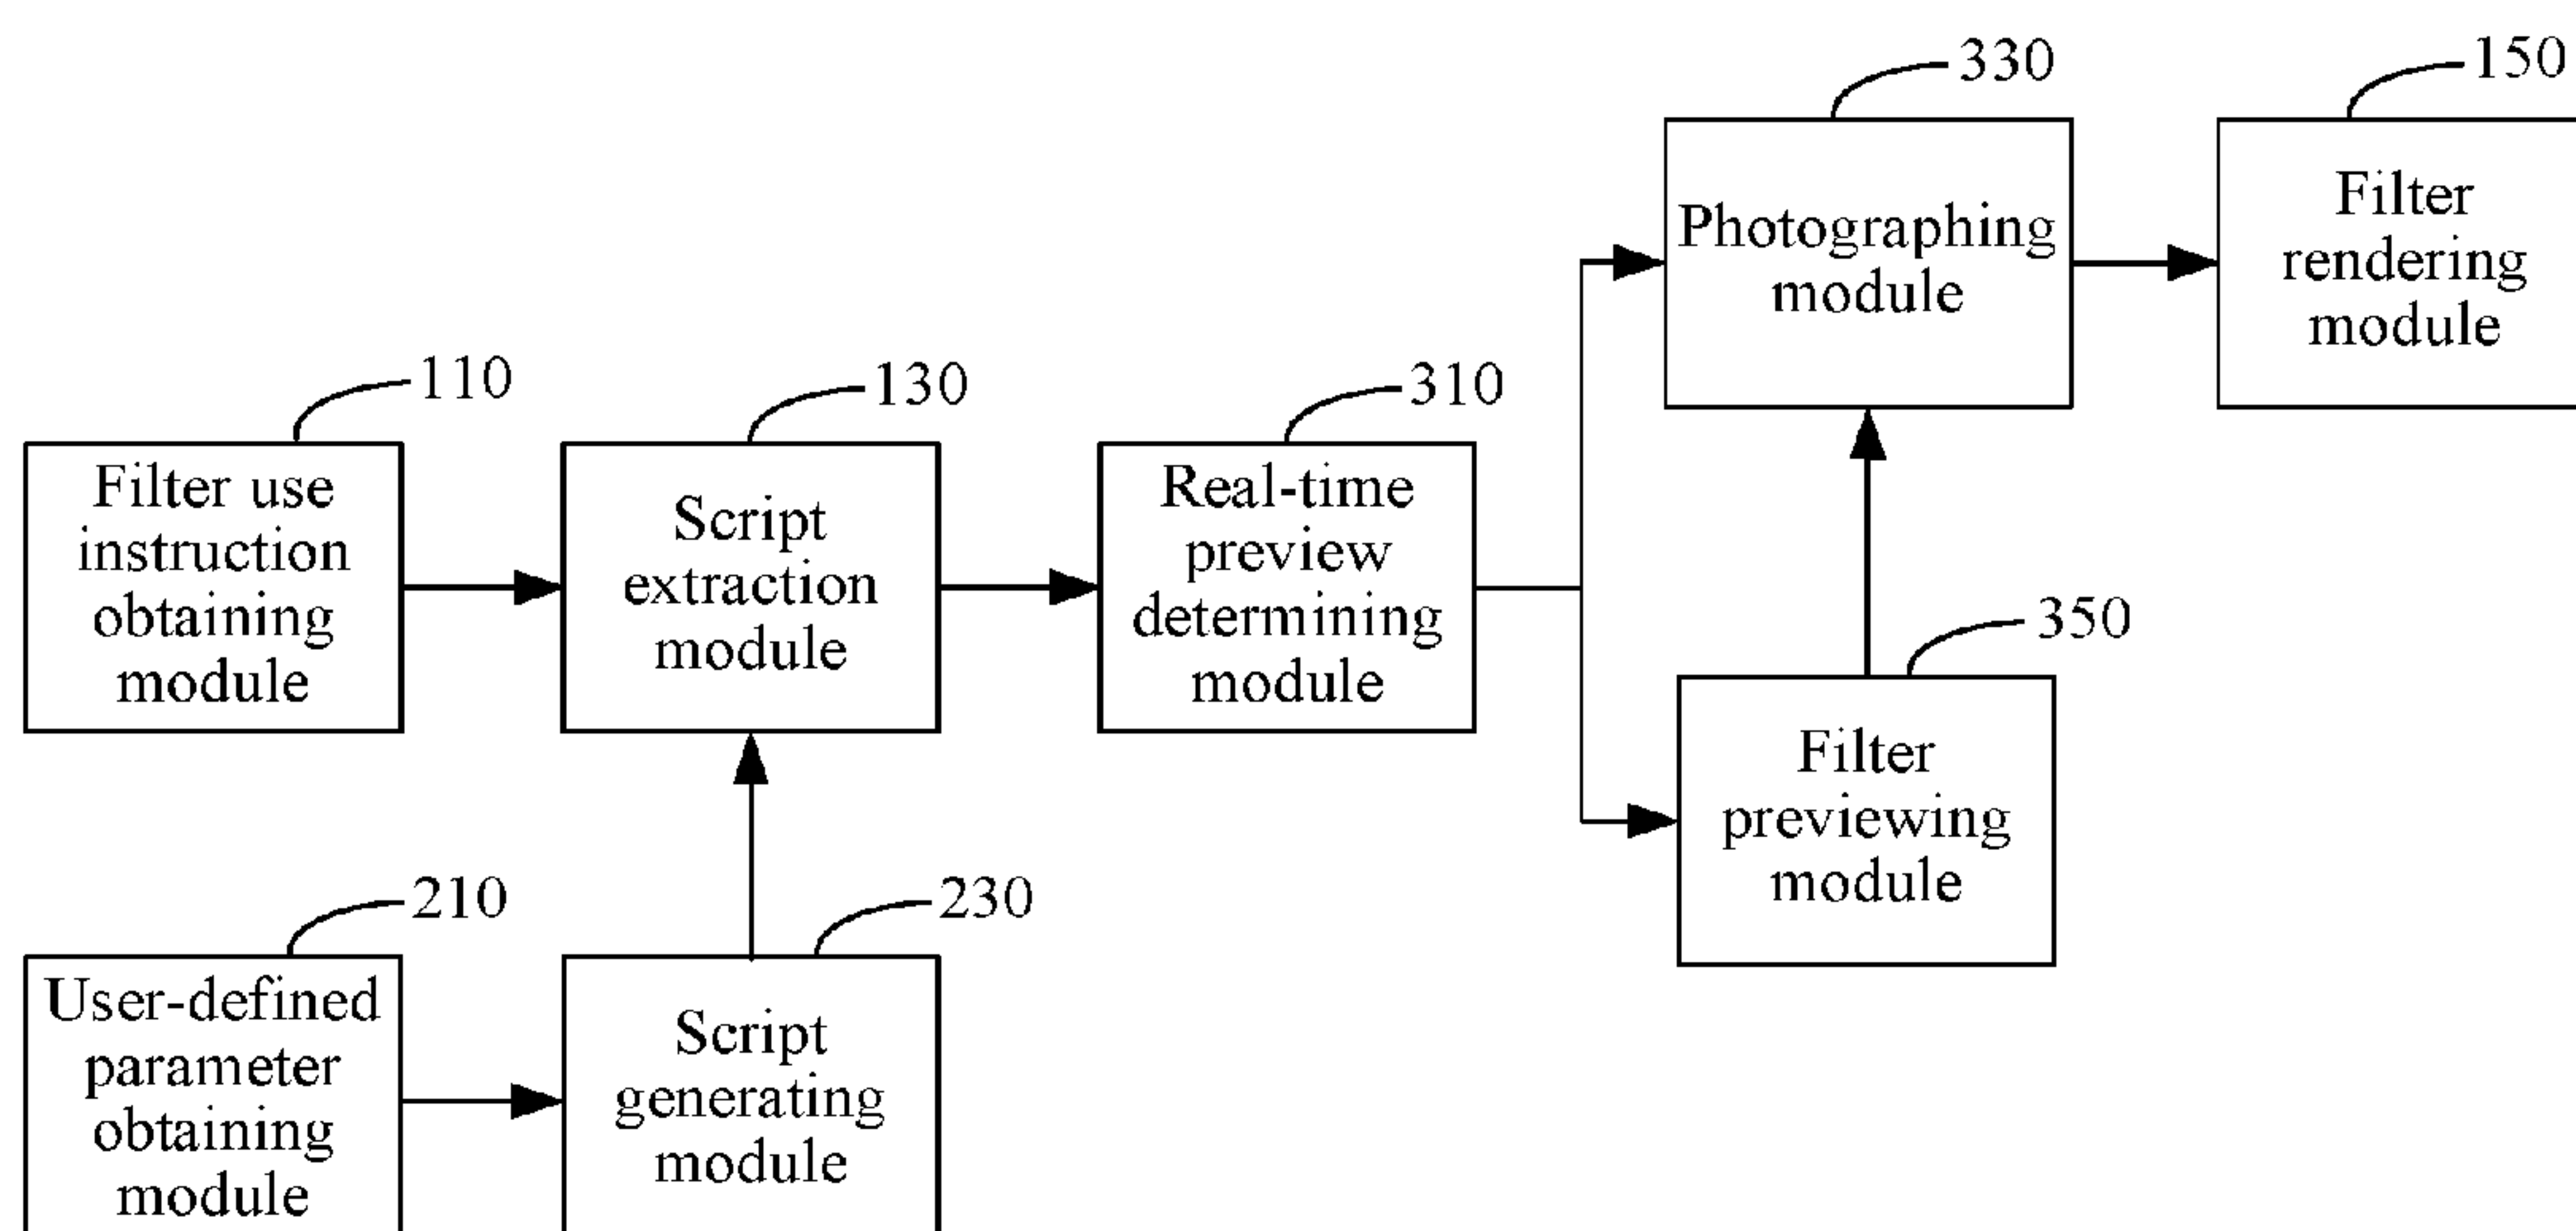 330
150
Photographing
module
Filter
rendering
module
110
130
310
Filter use
instruction
obtaining
module
Script
extraction
module
Real-time
preview
determining
module
350
Filter
previewing
module
210
230
User-defined
parameter
obtaining
module
Script
generating
module